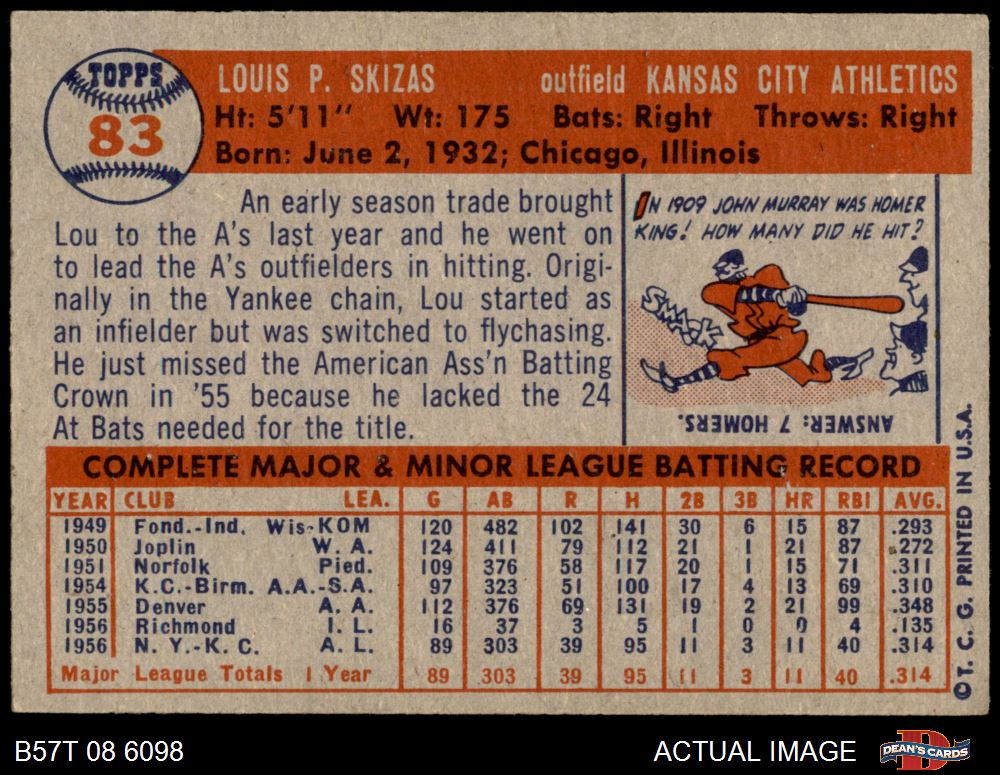 TOPPS
83
LOUIS P. SKIZAS outfield KANSAS CITY ATHLETICS
Ht: 5'11" Wt: 175 Bats: Right Throws: Right
Born: June 2, 1932; Chicago, Illinois
An early season trade brought
Lou to the A's last year and he went on
to lead the A's outfielders in hitting. Origi-
nally in the Yankee chain, Lou started as
an infielder but was switched to flychasing.
He just missed the American Ass'n Batting
Crown in '55 because he lacked the 24
At Bats needed for the title.
IN 1909 JOHN MURRAY WAS HOMER
KING! HOW MANY DID HE HIT?
SMACK
ANSWER: 7 HOMERS.
COMPLETE MAJOR & MINOR LEAGUE BATTING RECORD
YEAR CLUB LEA. G AB R H 2B 3B HR RBI AVG.
1949 Fond.-Ind. Wis-KOM 120 482 102 141 30 6 15 87 .293
1950 Joplin W. A. 124 411 79 112 21 1 21 87 .272
1951 Norfolk Pied. 109 376 58 117 20 1 15 71 .311
1954 K.C.-Birm. A.A.-S.A. 97 323 51 100 17 4 13 69 .310
1955 Denver A. A. 112 376 69 131 19 2 21 99 .348
1956 Richmond I. L. 16 37 3 5 1 0 0 4 .135
1956 N. Y.-K. C. A. L. 89 303 39 95 11 3 11 40 .314
Major League Totals 1 Year 89 303 39 95 11 3 11 40 .314
© T. C. G. PRINTED IN U.S.A.
B57T 08 6098 ACTUAL IMAGE DEAN'S CARDS